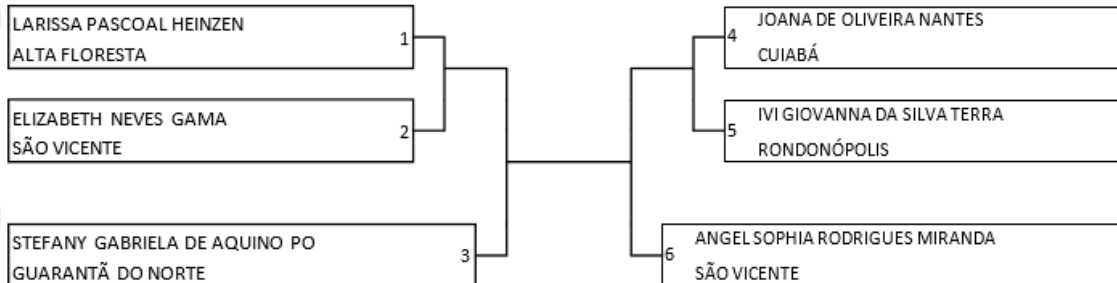 LARISSA PASCOAL HEINZEN
ALTA FLORESTA
1
ELIZABETH NEVES GAMA
SÃO VICENTE
2
STEFANY GABRIELA DE AQUINO PO
GUARANTÃ DO NORTE
3
4
JOANA DE OLIVEIRA NANTES
CUIABÁ
5
IVI GIOVANNA DA SILVA TERRA
RONDONÓPOLIS
6
ANGEL SOPHIA RODRIGUES MIRANDA
SÃO VICENTE